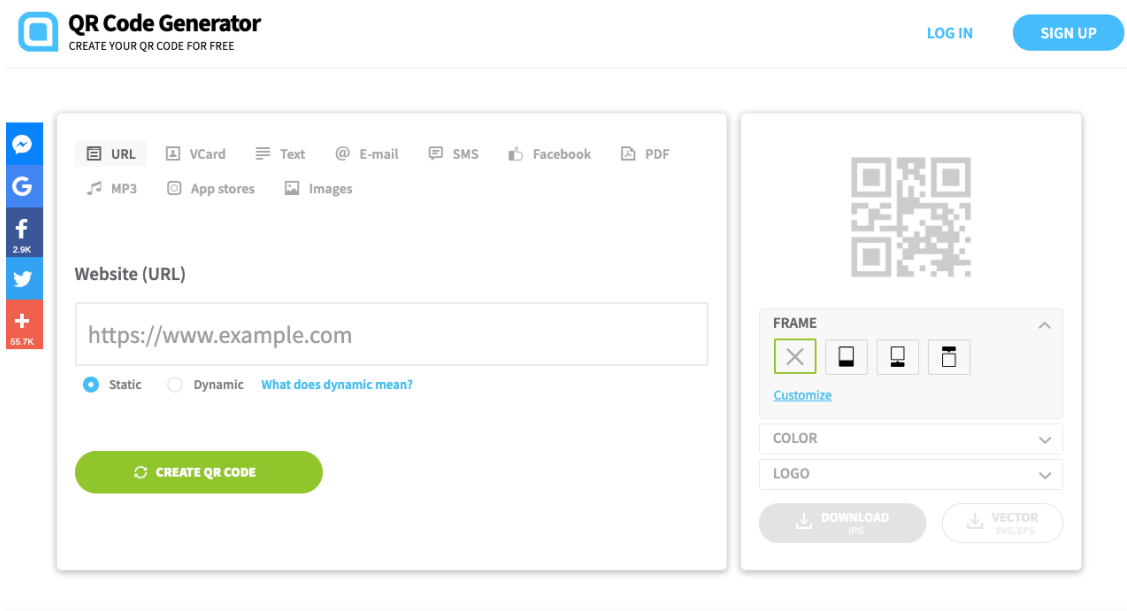 QR Code Generator
CREATE YOUR QR CODE FOR FREE
LOG IN
SIGN UP
URL
VCard
Text
E-mail
SMS
Facebook
PDF
MP3
App stores
Images
2.9K
55.7K
Website (URL)
https://www.example.com
Static
Dynamic
What does dynamic mean?
CREATE QR CODE
FRAME
Customize
COLOR
LOGO
DOWNLOAD
JPG
VECTOR
SVG/EPS